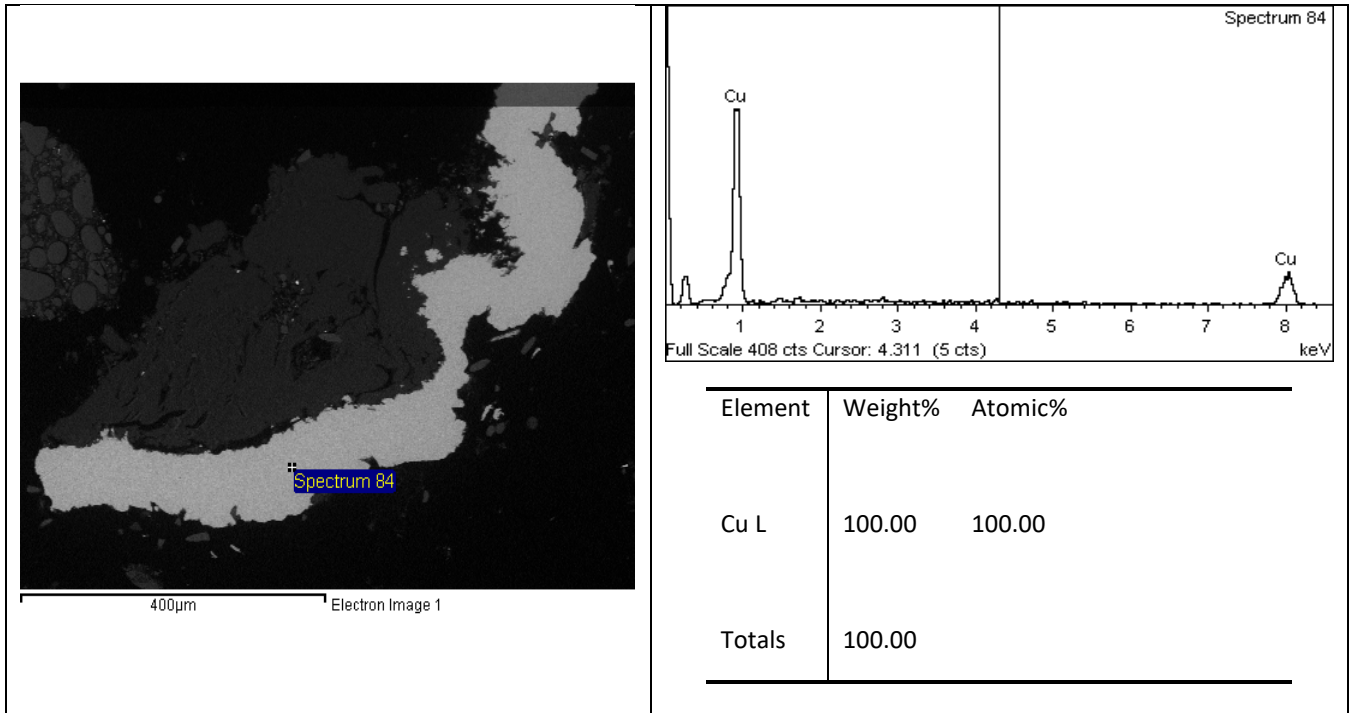 Spectrum 84
400µm Electron Image 1
Spectrum 84
Cu
Cu
1 2 3 4 5 6 7 8
Full Scale 408 cts Cursor: 4.311 (5 cts) keV
Element Weight% Atomic%
Cu L 100.00 100.00
Totals 100.00